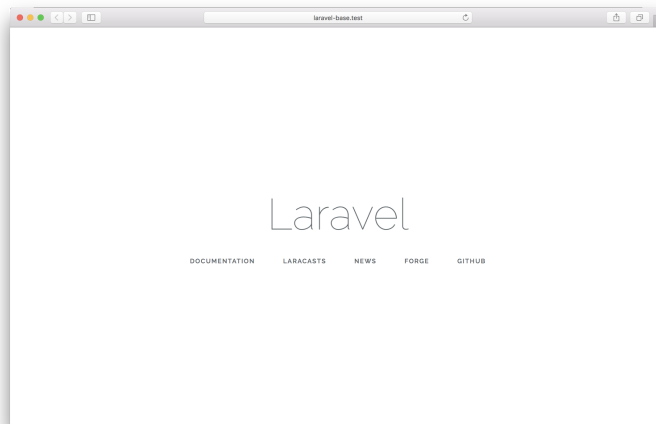 laravel-base.test
Laravel
DOCUMENTATION LARACASTS NEWS FORGE GITHUB